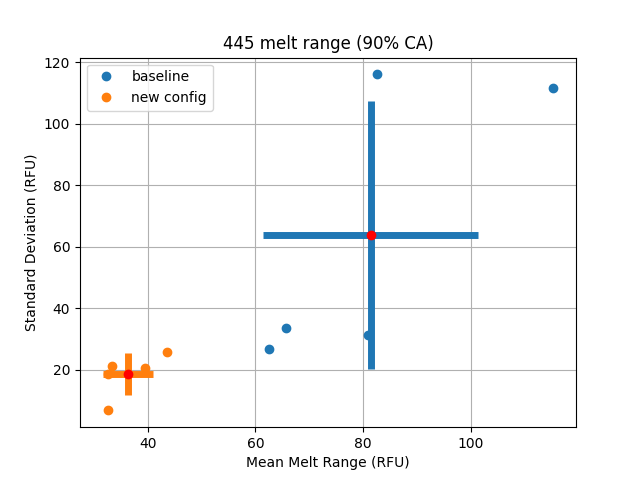 445 melt range (90% CA)
baseline
new config
120
100
80
60
40
20
Standard Deviation (RFU)
40 60 80 100
Mean Melt Range (RFU)